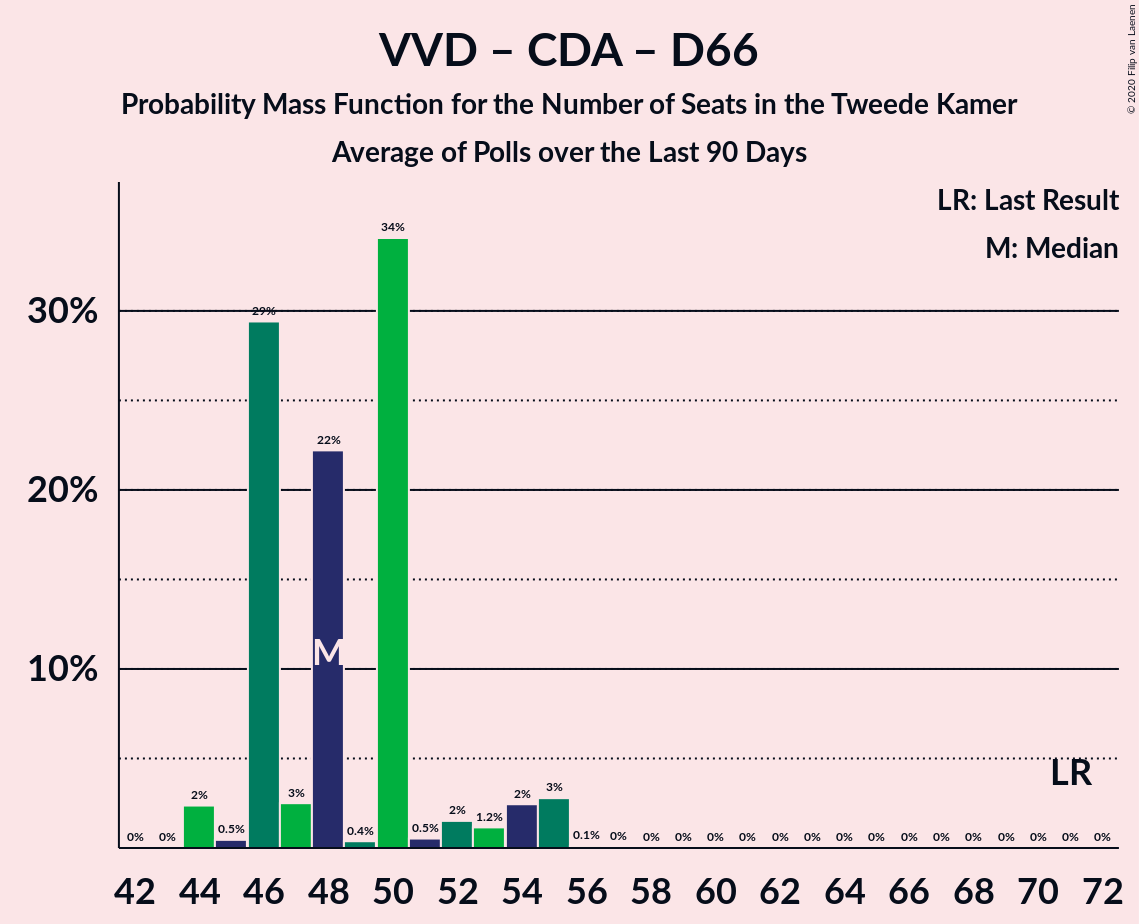 VVD – CDA – D66
Probability Mass Function for the Number of Seats in the Tweede Kamer
Average of Polls over the Last 90 Days
© 2020 Filip van Laenen
LR: Last Result
M: Median
30%
20%
10%
0% 0% 2% 0.5% 29% 3% 22% 0.4% 34% 0.5% 2% 1.2% 2% 3% 0.1% 0% 0% 0% 0% 0% 0% 0% 0% 0% 0% 0% 0% 0% 0% 0% 0%
M
LR
42 44 46 48 50 52 54 56 58 60 62 64 66 68 70 72